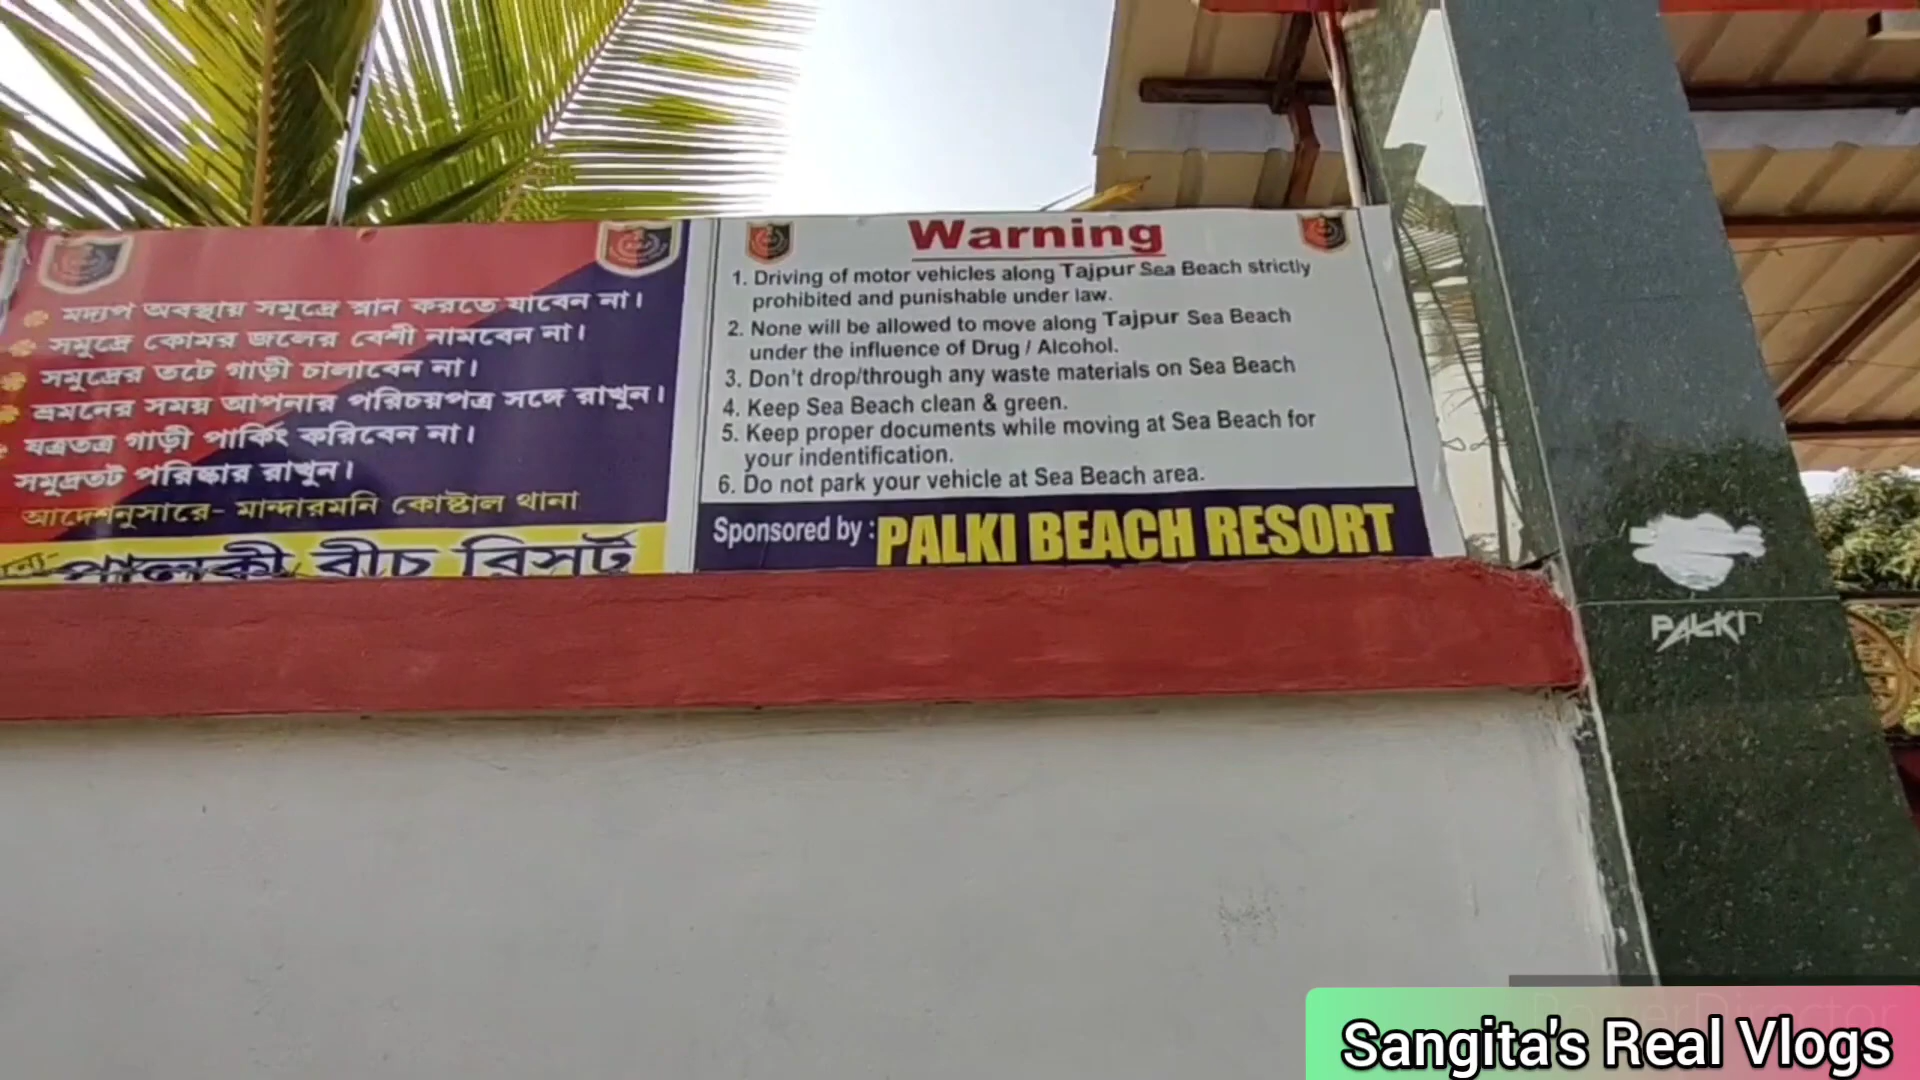 মদ্যপ অবস্থায় সমুদ্রে স্নান করতে যাবেন না।
সমুদ্রে কোমর জলের বেশী নামবেন না।
সমুদ্রের তটে গাড়ী চালাবেন না।
ভ্রমনের সময় আপনার পরিচয়পত্র সঙ্গে রাখুন।
যত্রতত্র গাড়ী পার্কিং করিবেন না।
সমুদ্রতট পরিষ্কার রাখুন।
আদেশনুসারে- মান্দারমনি কোষ্টাল থানা
পালকী বীচ রিসর্ট
Warning
1. Driving of motor vehicles along Tajpur Sea Beach strictly
prohibited and punishable under law.
2. None will be allowed to move along Tajpur Sea Beach
under the influence of Drug / Alcohol.
3. Don't drop/through any waste materials on Sea Beach
4. Keep Sea Beach clean & green.
5. Keep proper documents while moving at Sea Beach for
your indentification.
6. Do not park your vehicle at Sea Beach area.
Sponsored by : PALKI BEACH RESORT
PALKI
PowerDirector
Sangita's Real Vlogs